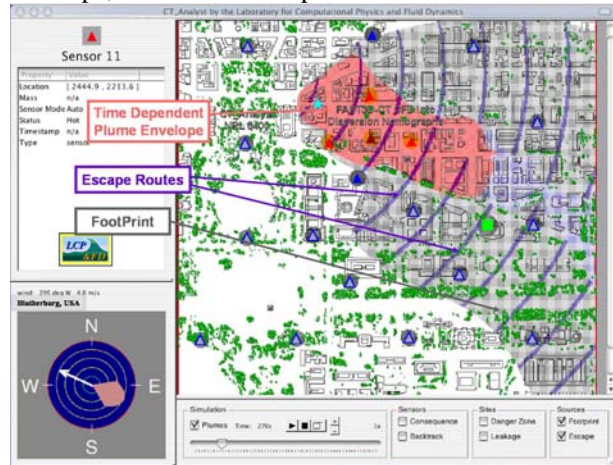 CT_Analyst by the Laboratory for Computational Physics and Fluid Dynamics
Sensor 11
Property Value
Location [ 2444.9 , 2213.6 ]
Mass n/a
Sensor Mode Auto
Status Hot
Timestamp n/a
Type sensor
Time Dependent
Plume Envelope
Escape Routes
FootPrint
LCP
&FD
wind: 295 deg W 4.0 m/s
Blatherburg, USA
N
W E
S
Simulation
Plumes Time: 270s
Sensors
Consequence
Backtrack
Sites
Danger Zone
Leakage
Sources
Footprint
Escape